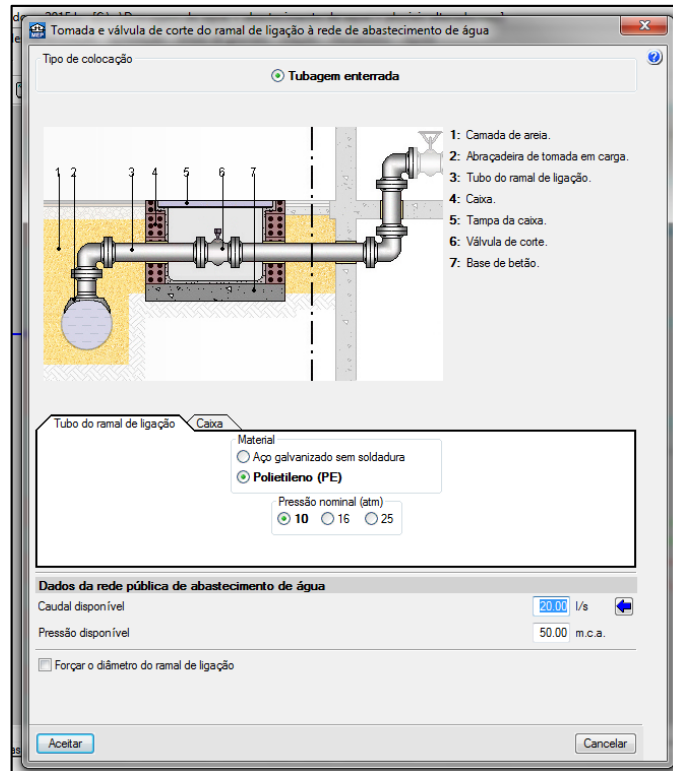 MEP
Tomada e válvula de corte do ramal de ligação à rede de abastecimento de água
Tipo de colocação
Tubagem enterrada
1 2 3 4 5 6 7
1: Camada de areia.
2: Abraçadeira de tomada em carga.
3: Tubo do ramal de ligação.
4: Caixa.
5: Tampa da caixa.
6: Válvula de corte.
7: Base de betão.
Tubo do ramal de ligação Caixa
Material
Aço galvanizado sem soldadura
Polietileno (PE)
Pressão nominal (atm)
10 16 25
Dados da rede pública de abastecimento de água
Caudal disponível 20.00 l/s
Pressão disponível 50.00 m.c.a.
Forçar o diâmetro do ramal de ligação
Aceitar Cancelar